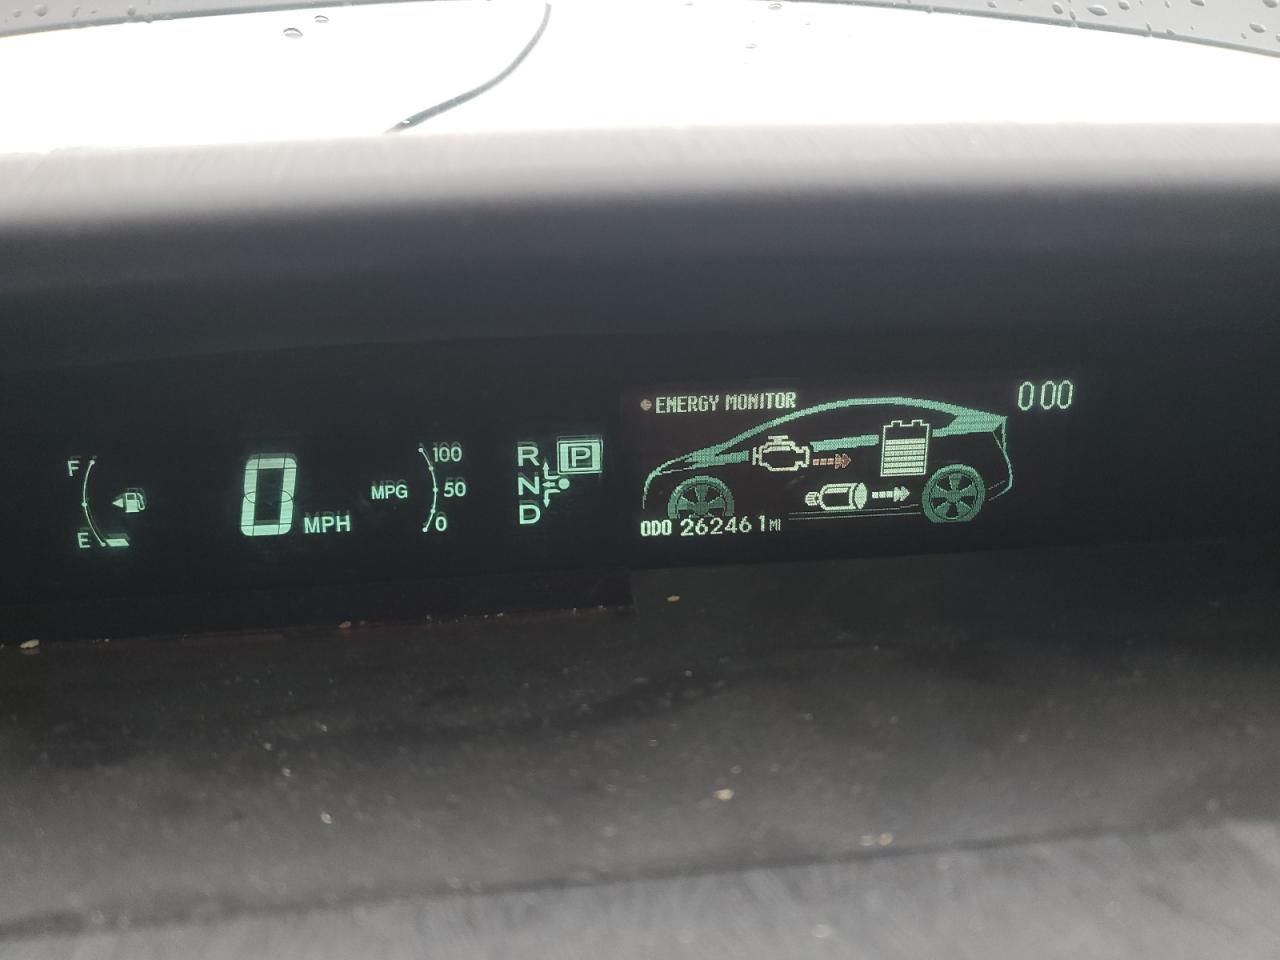 F
E
0 MPH
MPG
100
50
0
R
N
D
P
ENERGY MONITOR
0 00
ODO 262461 MI